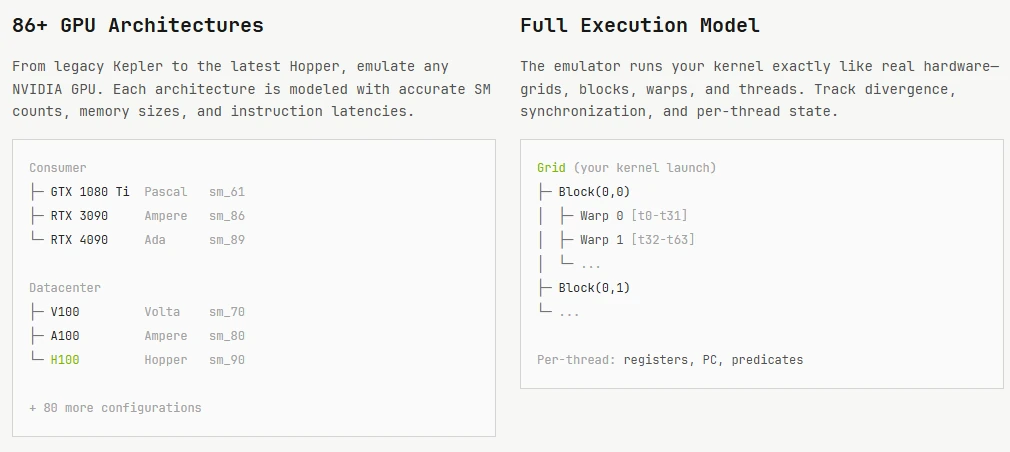 86+ GPU Architectures
From legacy Kepler to the latest Hopper, emulate any
NVIDIA GPU. Each architecture is modeled with accurate SM
counts, memory sizes, and instruction latencies.
Consumer
├─ GTX 1080 Ti  Pascal   sm_61
├─ RTX 3090     Ampere   sm_86
└─ RTX 4090     Ada      sm_89
Datacenter
├─ V100         Volta    sm_70
├─ A100         Ampere   sm_80
└─ H100         Hopper   sm_90
+ 80 more configurations
Full Execution Model
The emulator runs your kernel exactly like real hardware—
grids, blocks, warps, and threads. Track divergence,
synchronization, and per-thread state.
Grid (your kernel launch)
├─ Block(0,0)
│  ├─ Warp 0 [t0-t31]
│  ├─ Warp 1 [t32-t63]
│  └─ ...
├─ Block(0,1)
└─ ...
Per-thread: registers, PC, predicates